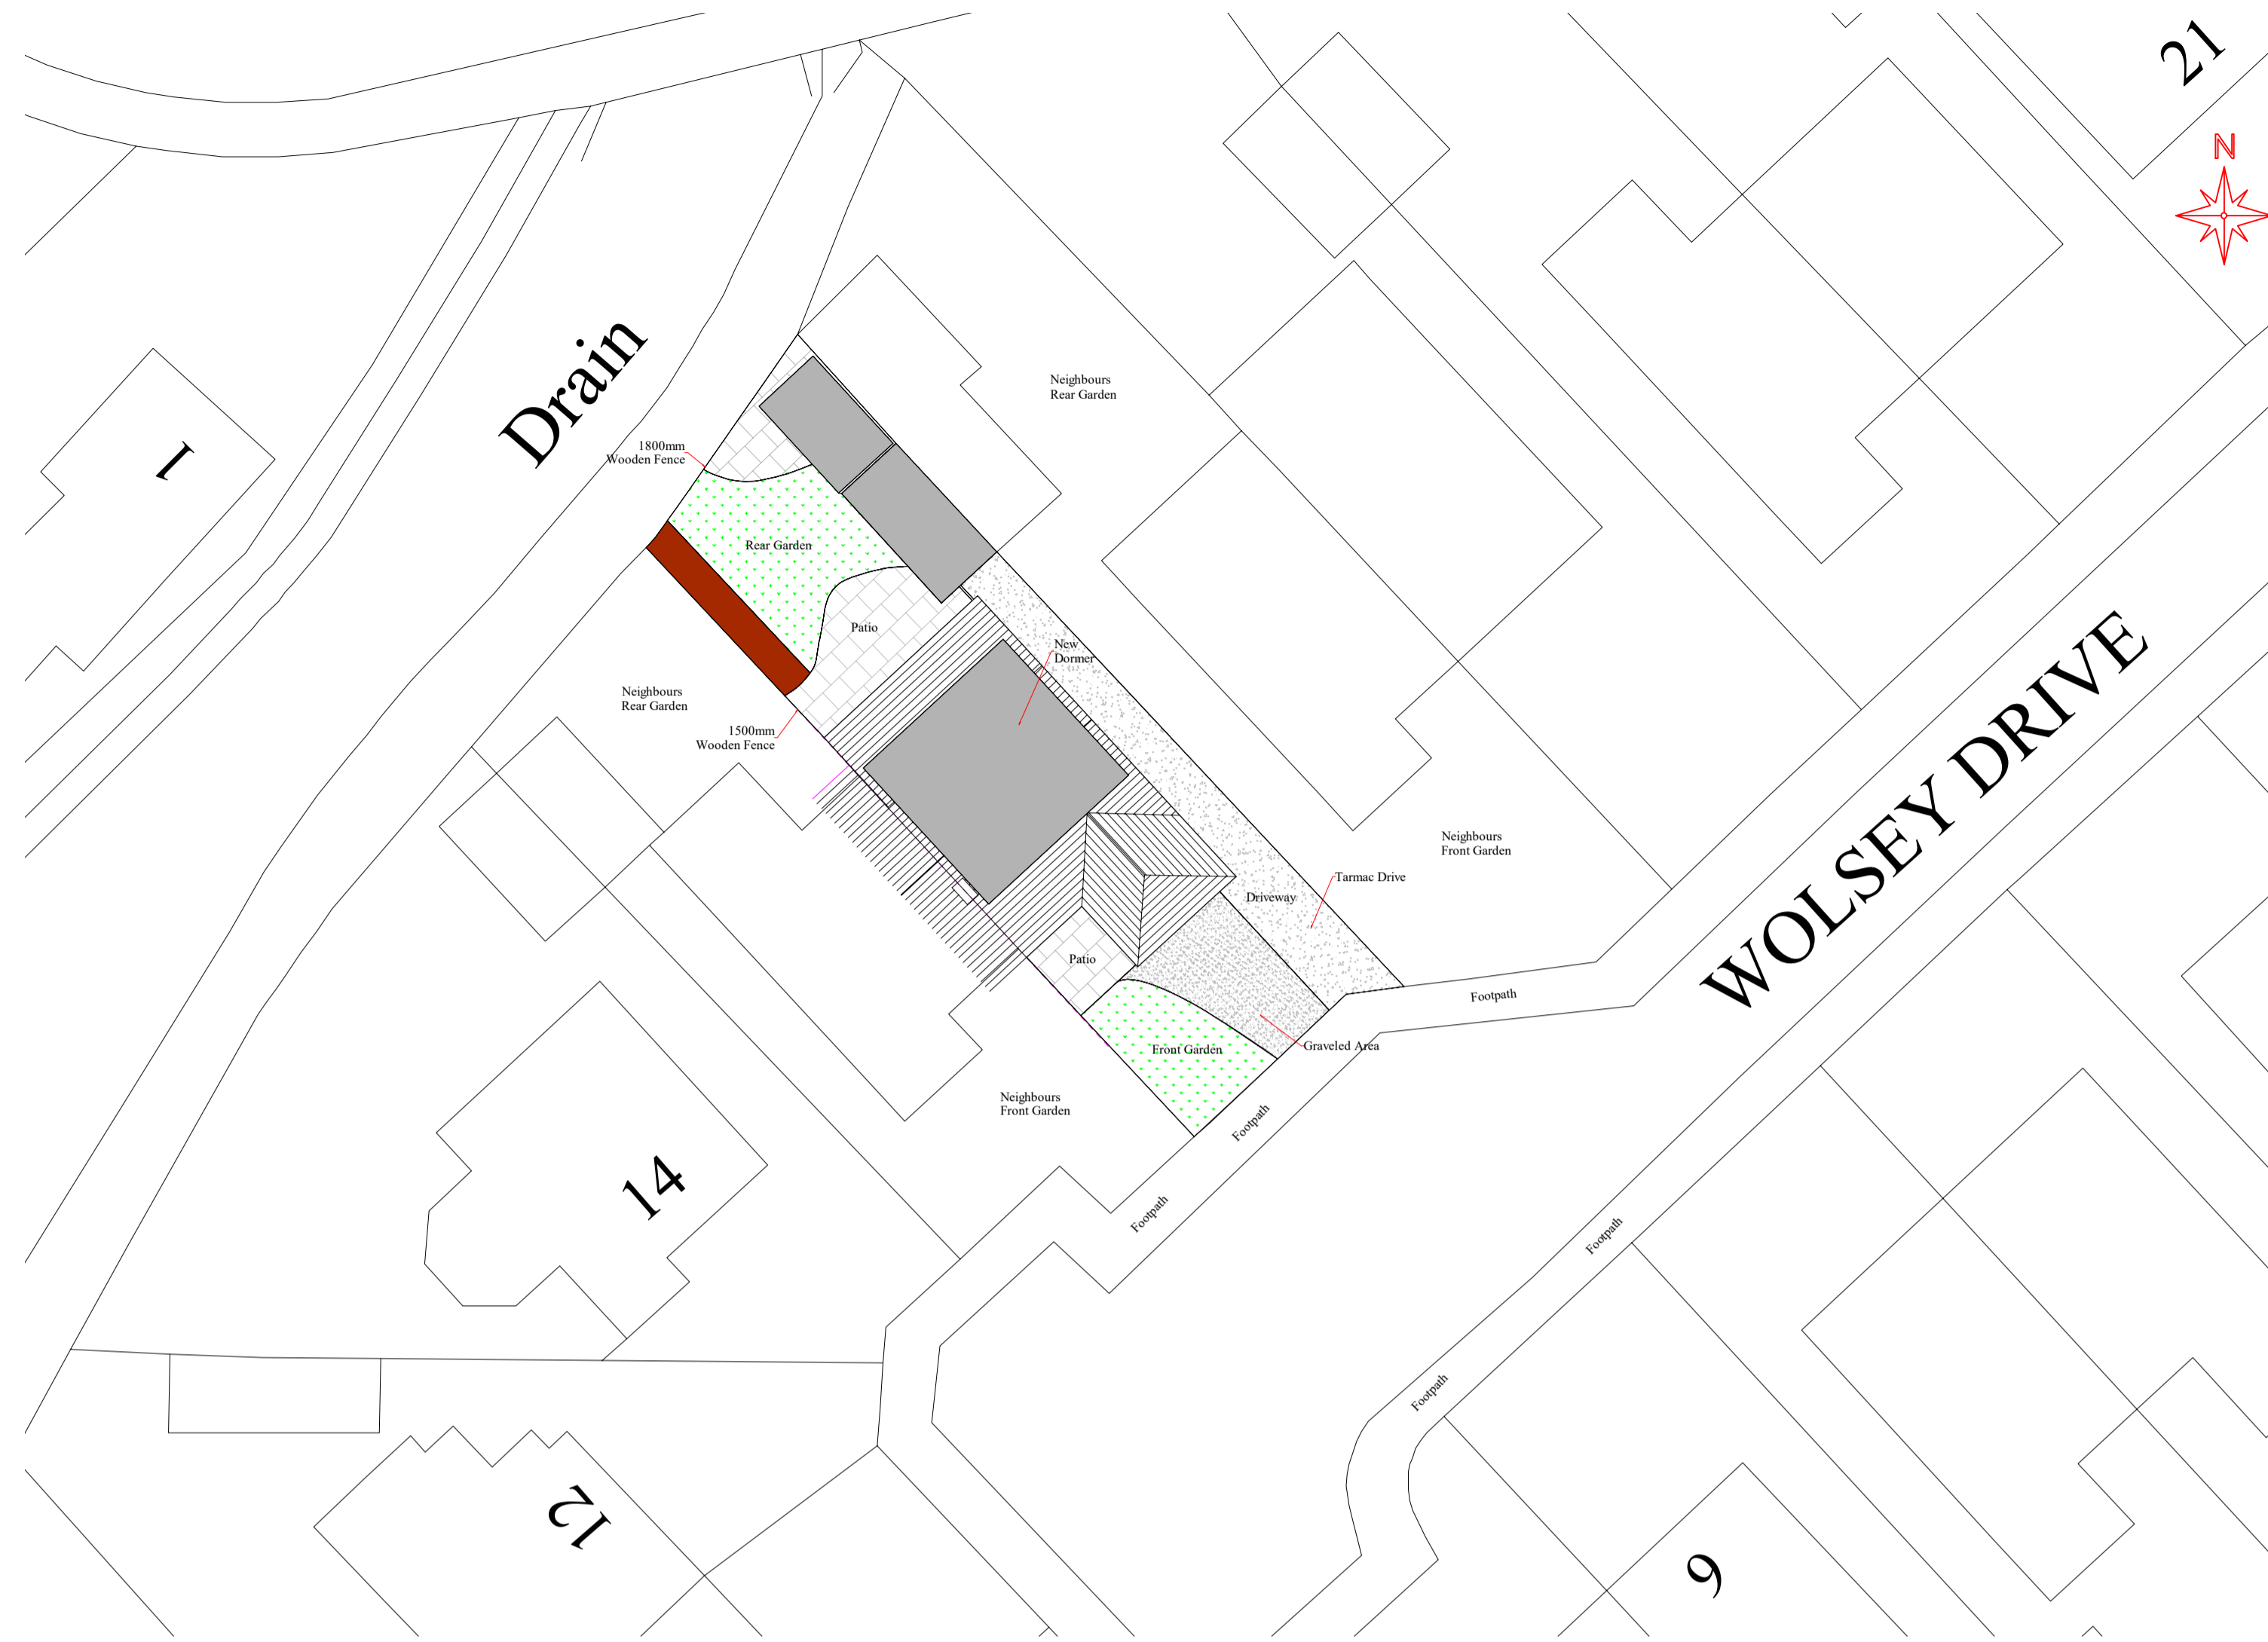 21
N
Drain
1
Neighbours
Rear Garden
1800mm
Wooden Fence
Rear Garden
Patio
New
Dormer
Neighbours
Rear Garden
1500mm
Wooden Fence
WOLSEY DRIVE
Neighbours
Front Garden
Tarmac Drive
Driveway
Patio
Footpath
Graveled Area
Front Garden
Neighbours
Front Garden
Footpath
14
Footpath
Footpath
Footpath
12
9